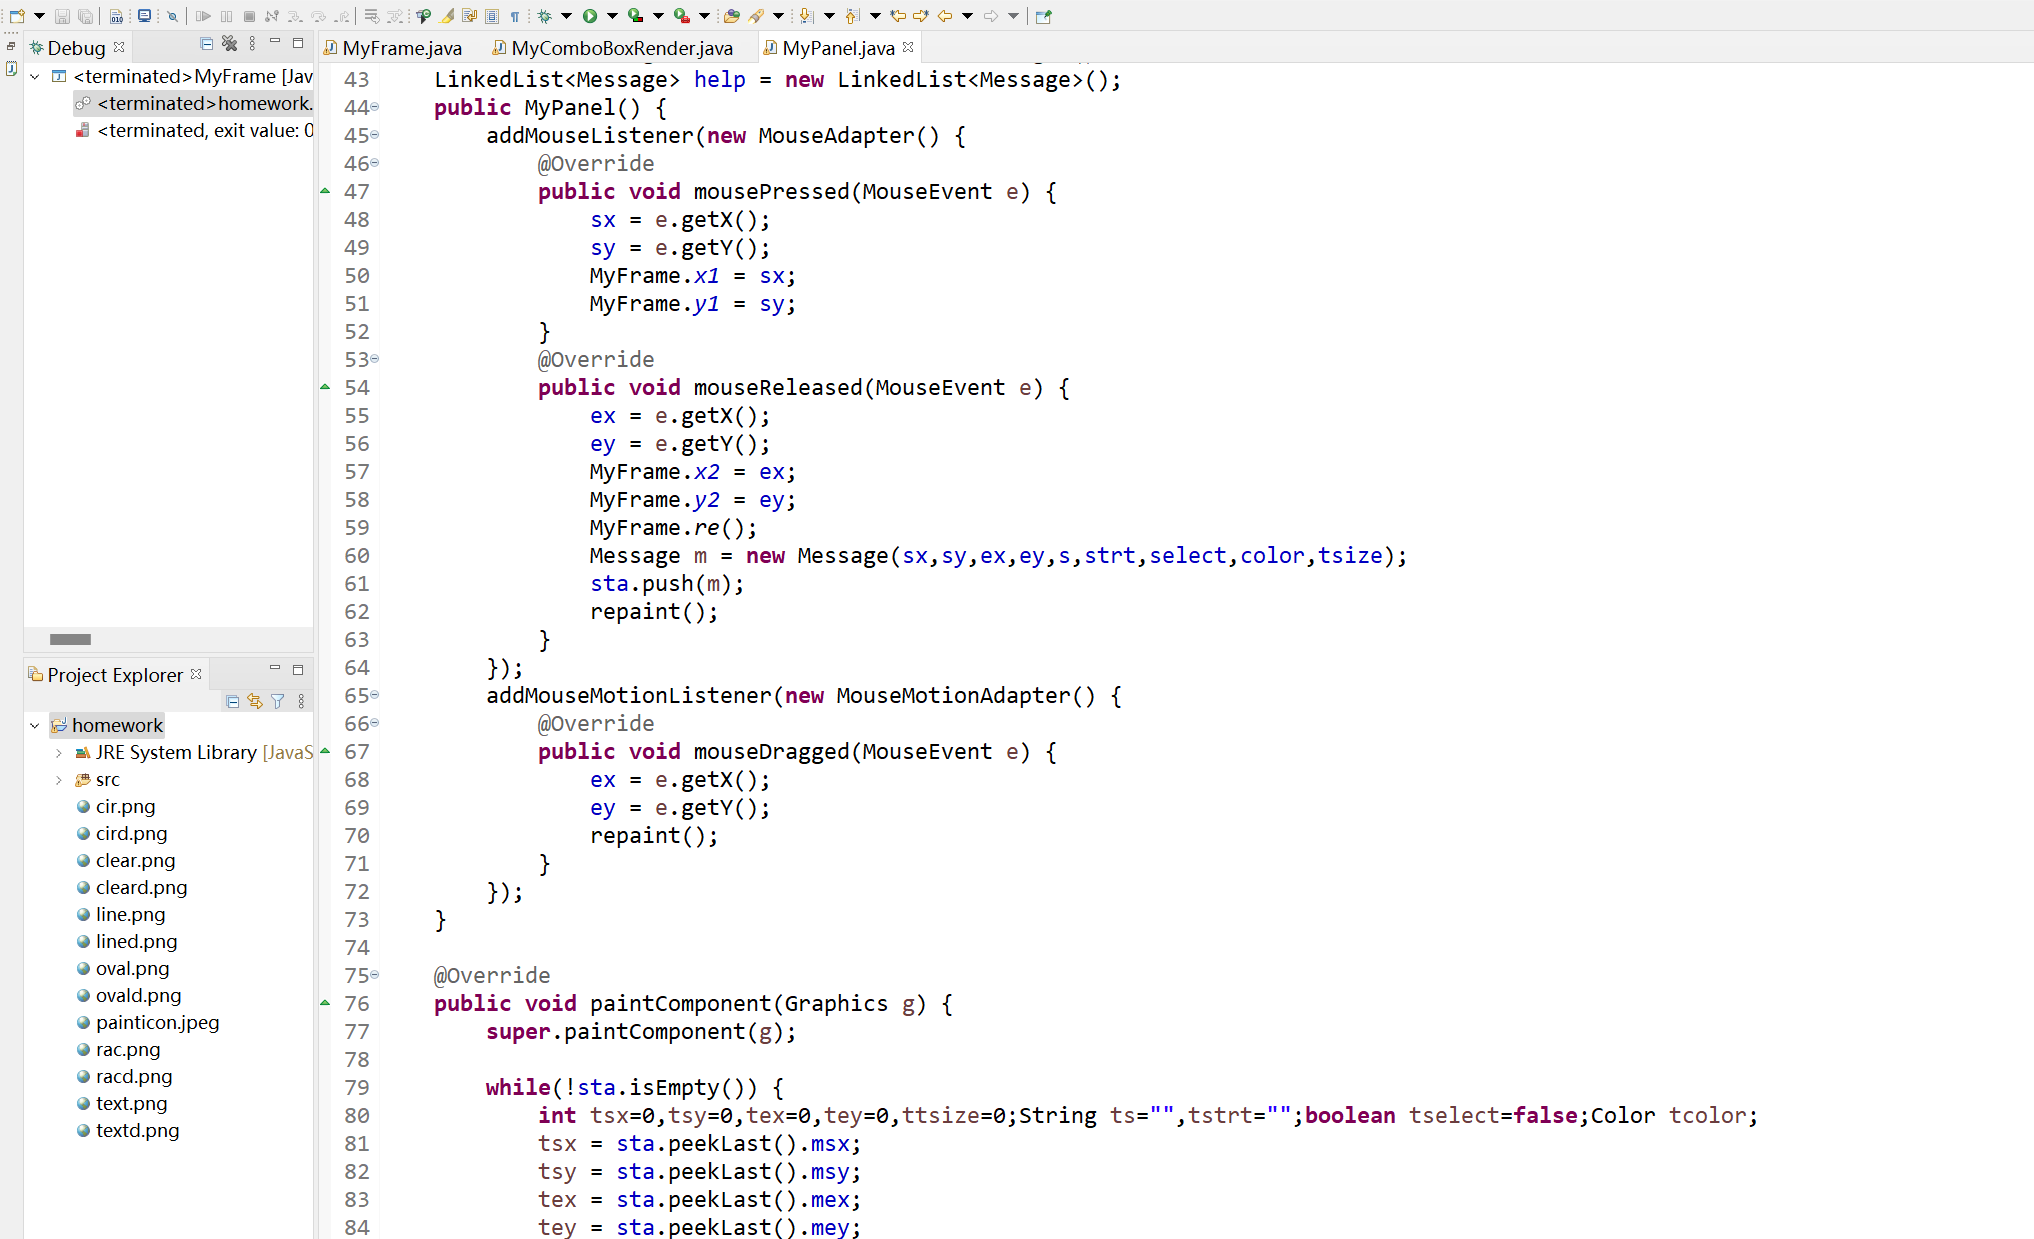 Debug
<terminated>MyFrame [Jav
<terminated>homework.
<terminated, exit value: 0
Project Explorer
homework
JRE System Library [JavaS
src
cir.png
cird.png
clear.png
cleard.png
line.png
lined.png
oval.png
ovald.png
painticon.jpeg
rac.png
racd.png
text.png
textd.png
MyFrame.java MyComboBoxRender.java MyPanel.java
43 LinkedList<Message> help = new LinkedList<Message>();
44 public MyPanel() {
45 addMouseListener(new MouseAdapter() {
46 @Override
47 public void mousePressed(MouseEvent e) {
48 sx = e.getX();
49 sy = e.getY();
50 MyFrame.x1 = sx;
51 MyFrame.y1 = sy;
52 }
53 @Override
54 public void mouseReleased(MouseEvent e) {
55 ex = e.getX();
56 ey = e.getY();
57 MyFrame.x2 = ex;
58 MyFrame.y2 = ey;
59 MyFrame.re();
60 Message m = new Message(sx,sy,ex,ey,s,strt,select,color,tsize);
61 sta.push(m);
62 repaint();
63 }
64 });
65 addMouseMotionListener(new MouseMotionAdapter() {
66 @Override
67 public void mouseDragged(MouseEvent e) {
68 ex = e.getX();
69 ey = e.getY();
70 repaint();
71 }
72 });
73 }
74
75 @Override
76 public void paintComponent(Graphics g) {
77 super.paintComponent(g);
78
79 while(!sta.isEmpty()) {
80 int tsx=0,tsy=0,tex=0,tey=0,ttsize=0;String ts="",tstrt="";boolean tselect=false;Color tcolor;
81 tsx = sta.peekLast().msx;
82 tsy = sta.peekLast().msy;
83 tex = sta.peekLast().mex;
84 tey = sta.peekLast().mey;